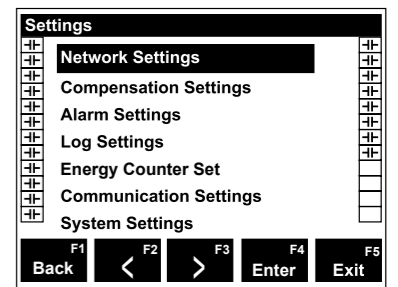 Settings
Network Settings
Compensation Settings
Alarm Settings
Log Settings
Energy Counter Set
Communication Settings
System Settings
F1 F2 F3 F4 F5
Back < > Enter Exit